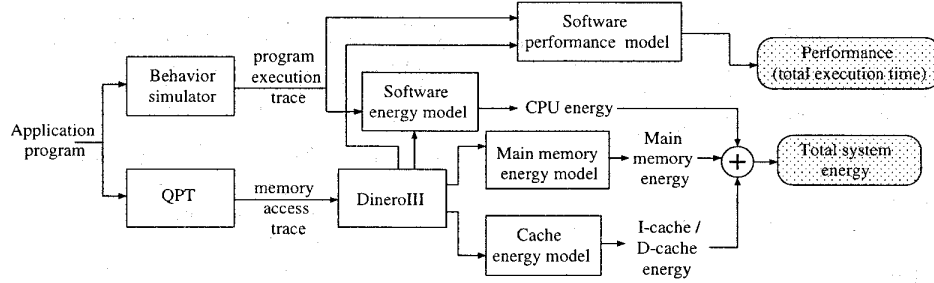 Software
performance model
Performance
(total execution time)
Behavior
simulator
program
execution
trace
Software
energy model
CPU energy
Application
program
Main memory
energy model
Main
memory
energy
+
Total system
energy
QPT
memory
access
trace
DineroIII
Cache
energy model
I-cache /
D-cache
energy